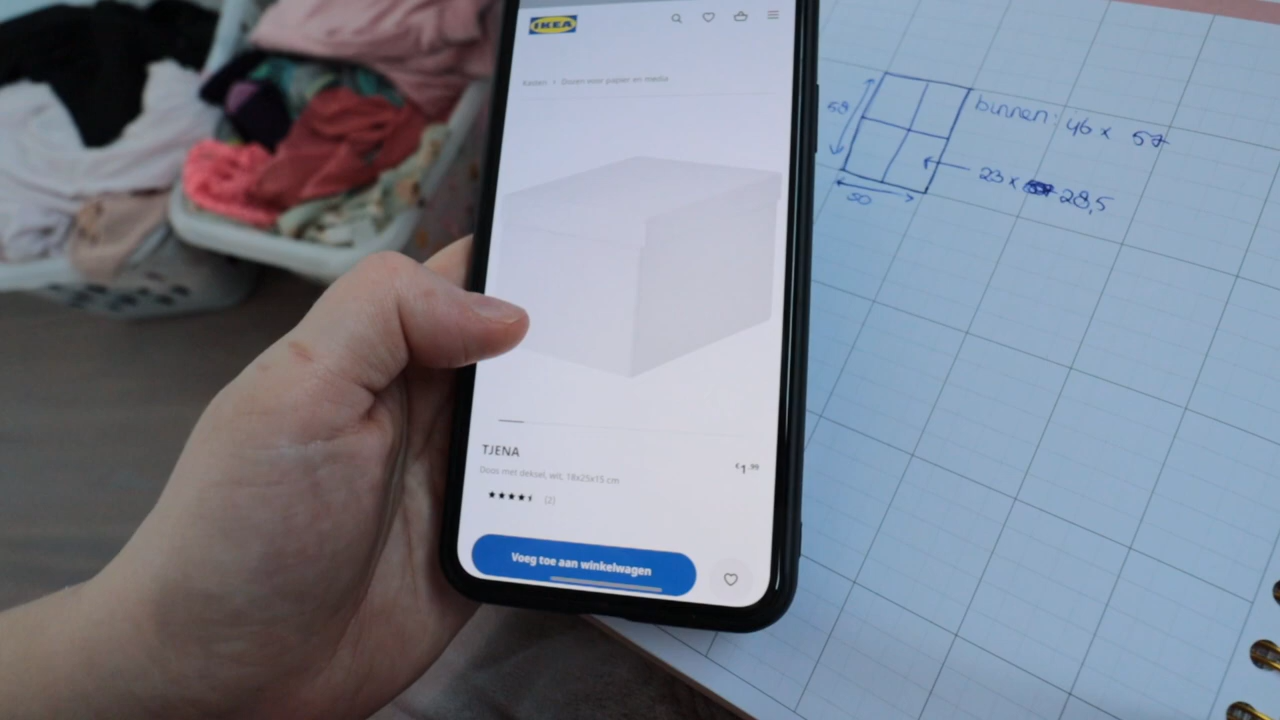 IKEA
Kasten > Dozen voor papier en media
TJENA
Doos met deksel, wit, 18x25x15 cm
€1.99
(2)
Voeg toe aan winkelwagen
58
50
binnen: 46 x 57
23 x 28,5